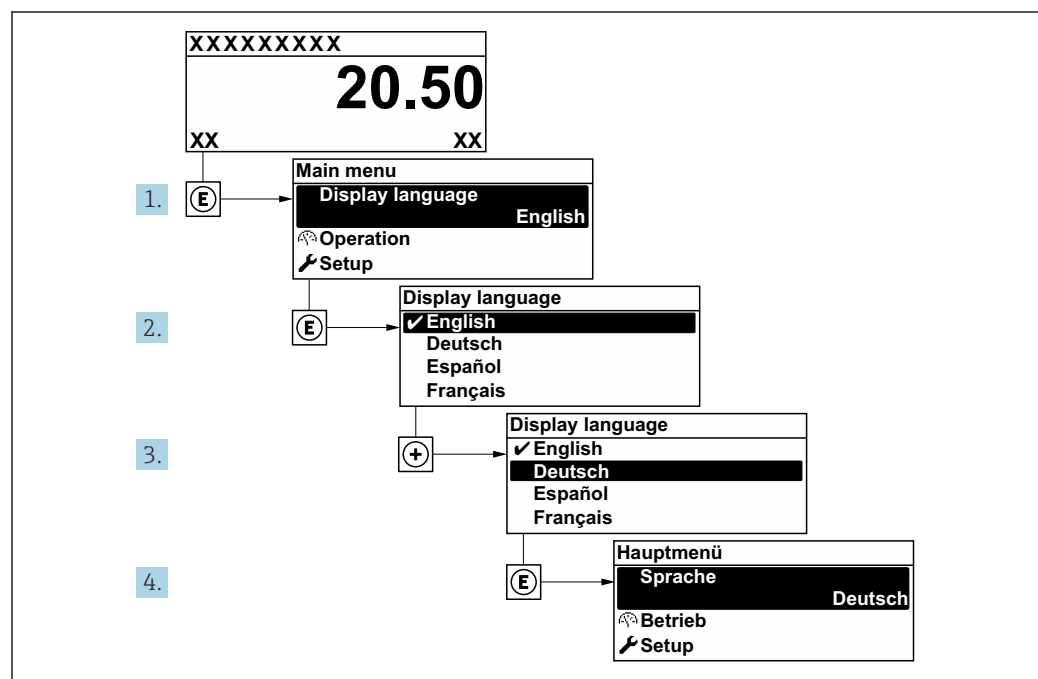 XXXXXXXXX
20.50
XX XX
1.
E
Main menu
Display language
English
Operation
Setup
2.
E
Display language
✔ English
Deutsch
Español
Français
3.
+
Display language
✔ English
Deutsch
Español
Français
4.
E
Hauptmenü
Sprache
Deutsch
Betrieb
Setup